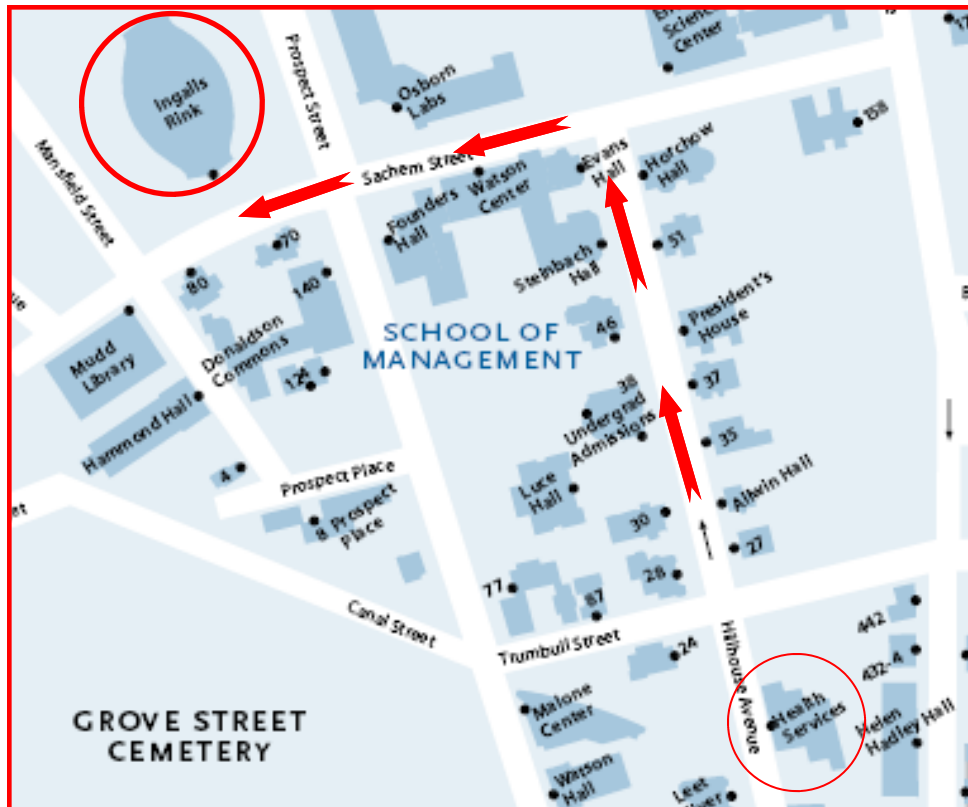 Ingalls
Rink
Prospect Street
Osborn
Labs
Science
Center
138
Mansfield Street
Sachem Street
Watson
Center
Evans
Hall
Hotchow
Hall
Founders
Hall
70
51
Steinbach
Hall
80
140
President's
House
46
SCHOOL OF
MANAGEMENT
Mudd
Library
Donaldson
Commons
124
37
38
Undergrad
Admissions
35
Hammond Hall
4
Prospect Place
Luce
Hall
Allwin Hall
8 Prospect
Place
30
27
77
28
87
Canal Street
Trumbull Street
24
Hillhouse Avenue
442
432-4
Malone
Center
Health
Services
Helen
Hadley Hall
GROVE STREET
CEMETERY
Watson
Hall
Leet